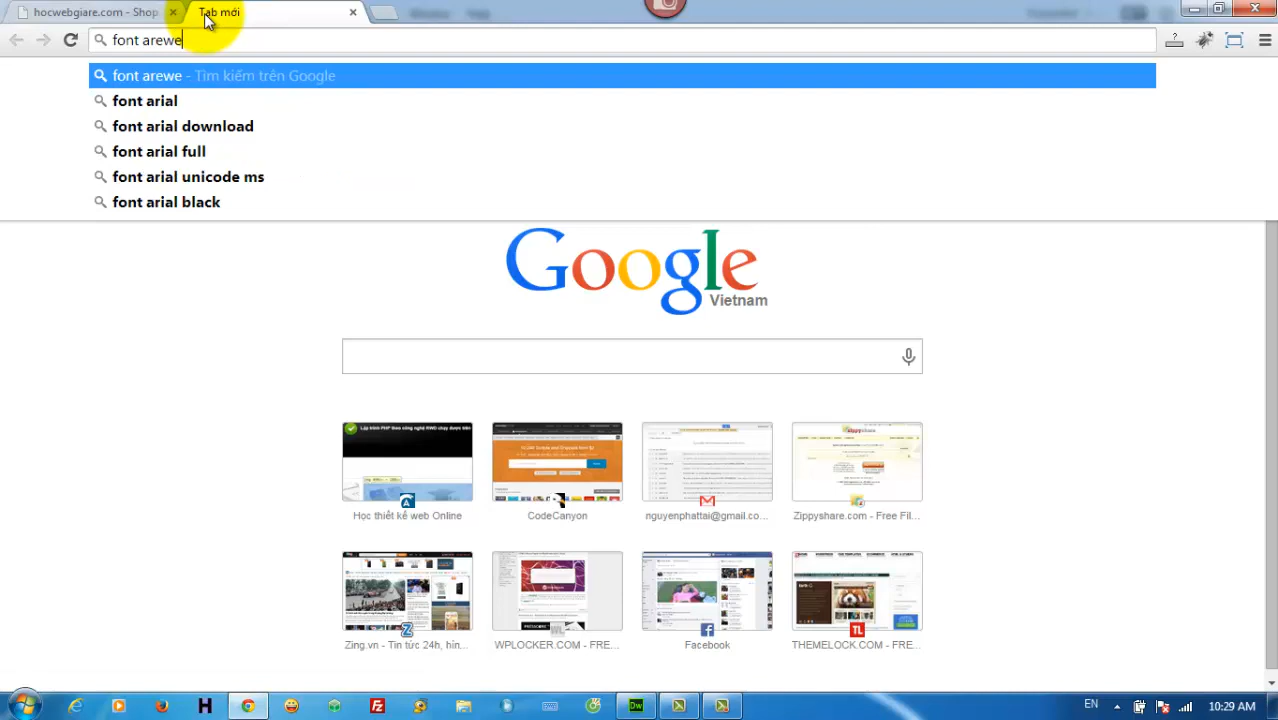 hocwebgiare.com - Shop
Tab mới
font arewe
font arewe - Tìm kiếm trên Google
font arial
font arial download
font arial full
font arial unicode ms
font arial black
Google
Vietnam
Học thiết kế web Online
CodeCanyon
nguyenphattai@gmail.co...
Zippyshare.com - Free Fil...
Zing.vn - Tin tức 24h, hìn...
WPLOCKER.COM - FRE...
Facebook
THEMELOCK.COM - FRE...
EN
10:29 AM